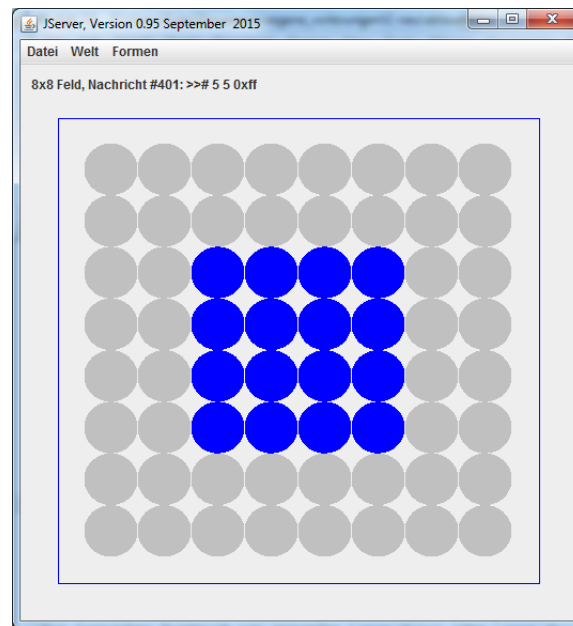 JServer, Version 0.95 September 2015
Datei Welt Formen
8x8 Feld, Nachricht #401: >># 5 5 0xff